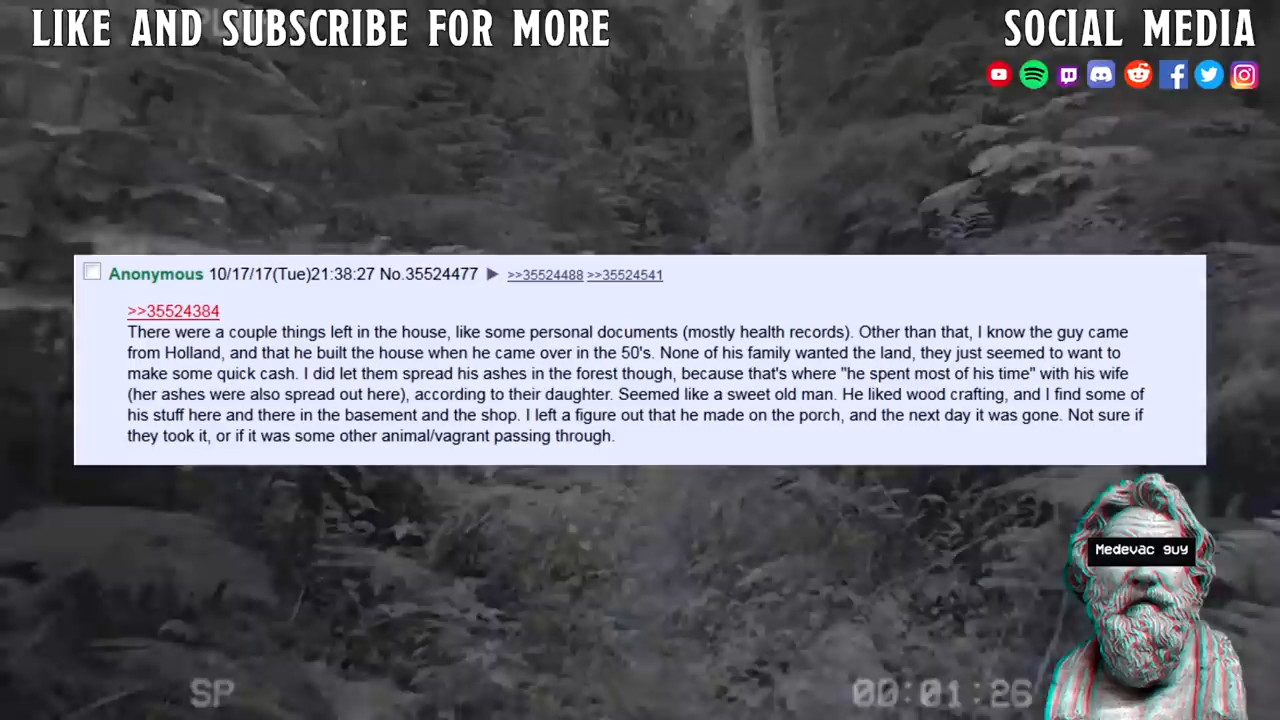 LIKE AND SUBSCRIBE FOR MORE
SOCIAL MEDIA
Anonymous 10/17/17(Tue)21:38:27 No.35524477 ▶ >>35524488 >>35524541
>>35524384
There were a couple things left in the house, like some personal documents (mostly health records). Other than that, I know the guy came
from Holland, and that he built the house when he came over in the 50's. None of his family wanted the land, they just seemed to want to
make some quick cash. I did let them spread his ashes in the forest though, because that's where "he spent most of his time" with his wife
(her ashes were also spread out here), according to their daughter. Seemed like a sweet old man. He liked wood crafting, and I find some of
his stuff here and there in the basement and the shop. I left a figure out that he made on the porch, and the next day it was gone. Not sure if
they took it, or if it was some other animal/vagrant passing through.
Medevac guy
SP
00:01:26